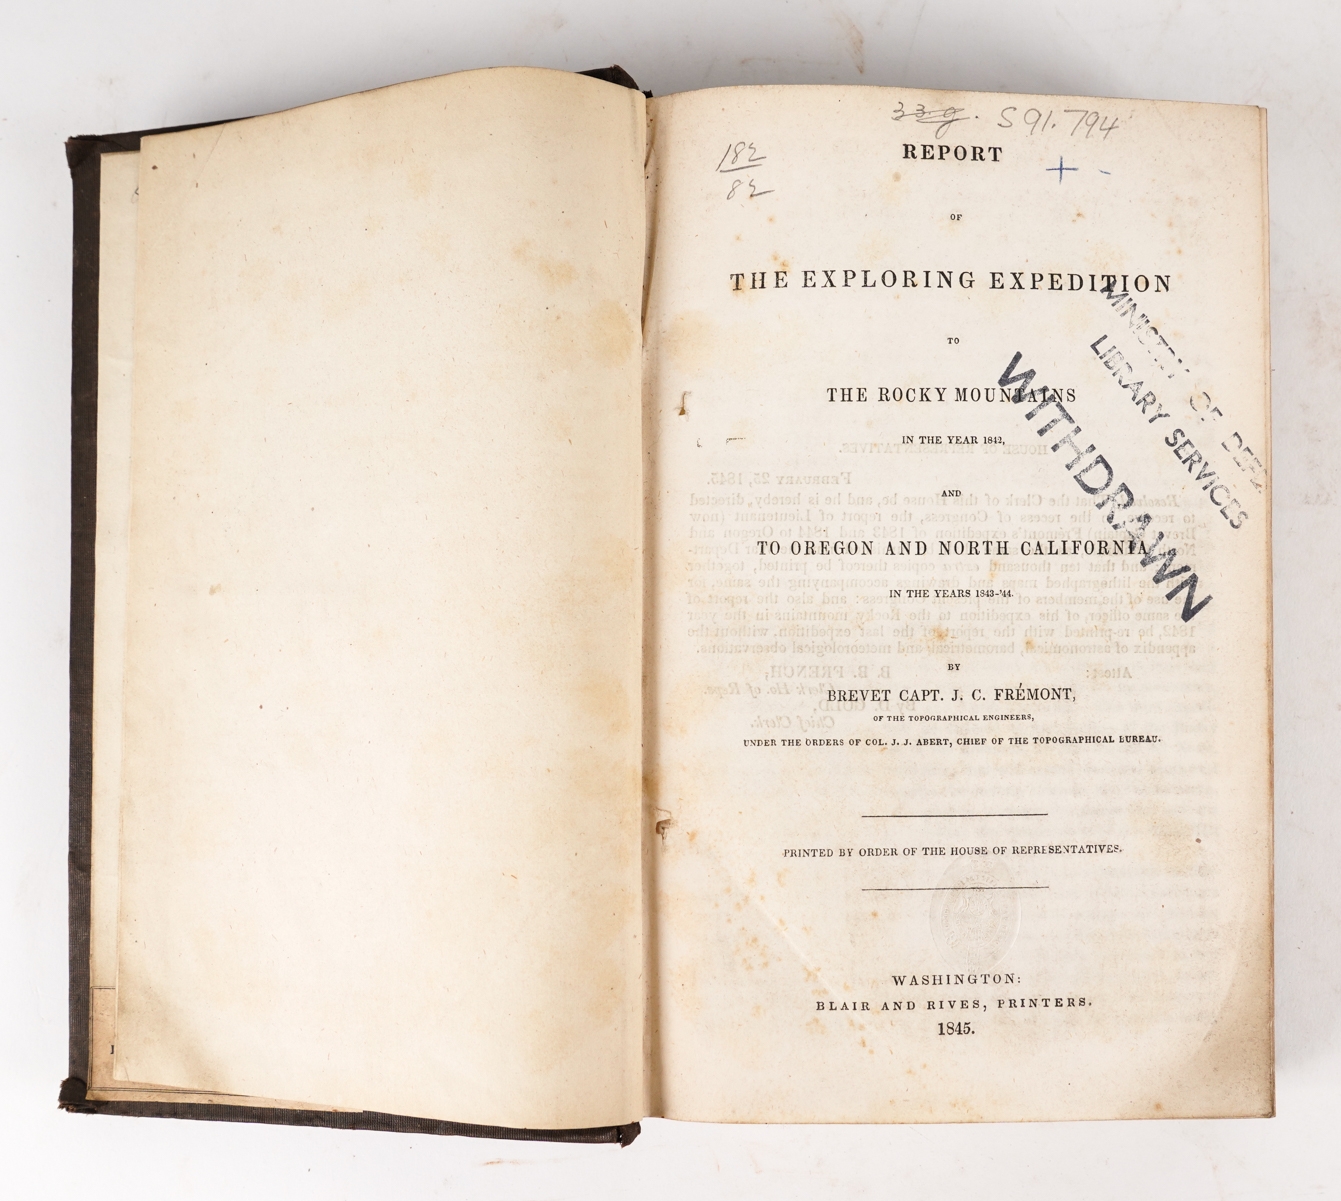 33g. S91.794
182
82
REPORT
+ -
OF
THE EXPLORING EXPEDITION
TO
THE ROCKY MOUNTAINS
IN THE YEAR 1842,
AND
TO OREGON AND NORTH CALIFORNIA
IN THE YEARS 1843-'44.
BY
BREVET CAPT. J. C. FRÉMONT,
OF THE TOPOGRAPHICAL ENGINEERS,
UNDER THE ORDERS OF COL. J. J. ABERT, CHIEF OF THE TOPOGRAPHICAL BUREAU.
PRINTED BY ORDER OF THE HOUSE OF REPRESENTATIVES.
WASHINGTON:
BLAIR AND RIVES, PRINTERS.
1845.
MINISTRY OF DEFE
LIBRARY SERVICES
WITHDRAWN